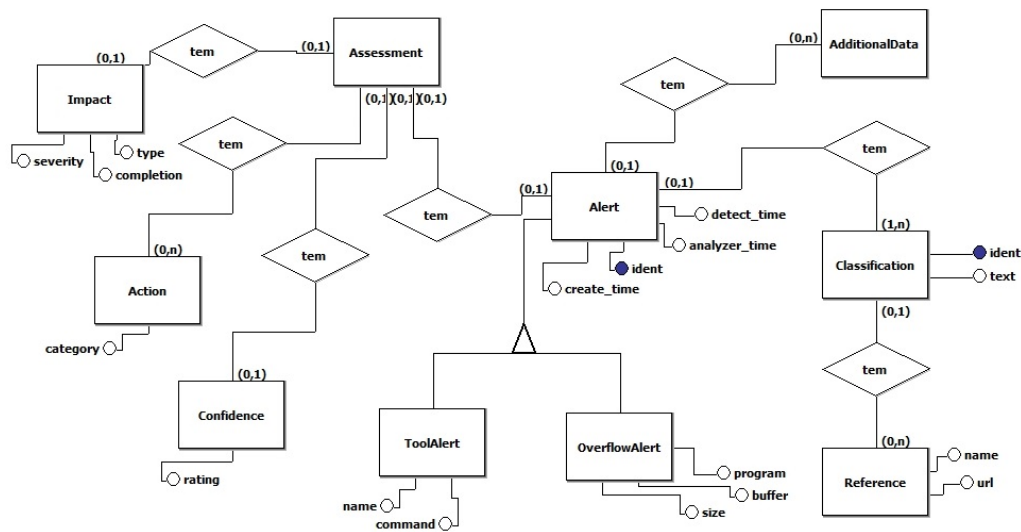 Assessment
AdditionalData
tem
(0,1)
(0,n)
(0,1)
Impact
tem
(0,1)(0,1)(0,1)
severity
type
completion
tem
tem
(0,1)
(0,1)
(0,1)
Alert
detect_time
analyzer_time
ident
create_time
tem
tem
tem
(1,n)
Classification
ident
text
(0,1)
(0,n)
Action
category
tem
(0,1)
Confidence
rating
ToolAlert
name
command
OverflowAlert
program
buffer
size
(0,n)
Reference
name
url